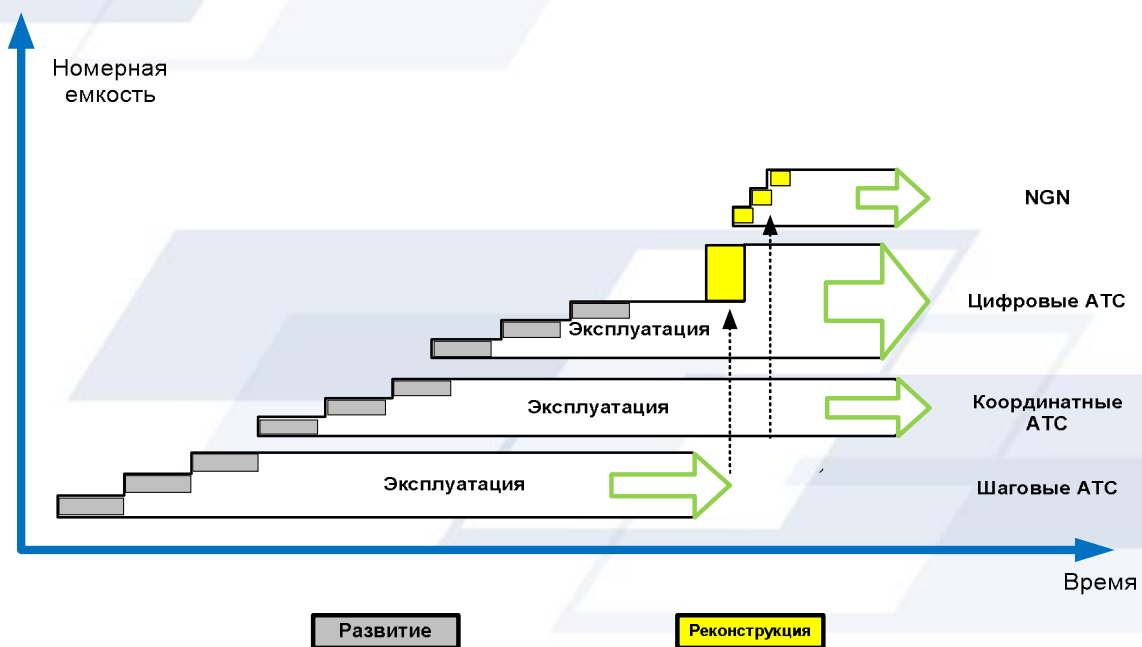 Номерная
емкость
NGN
Цифровые АТС
Эксплуатация
Координатные
АТС
Эксплуатация
Шаговые АТС
Эксплуатация
Время
Развитие
Реконструкция